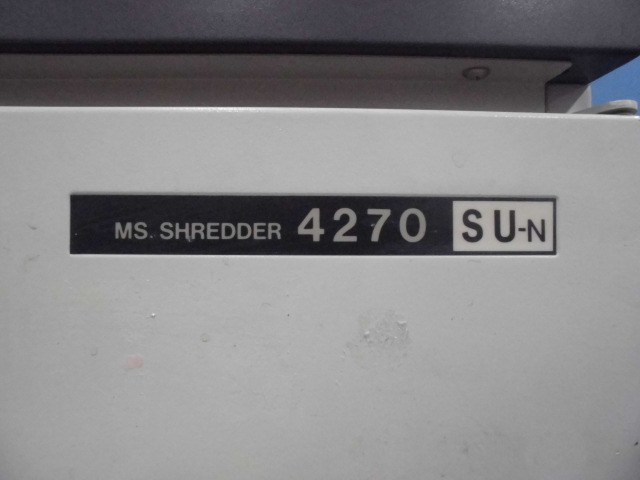 MS. SHREDDER 4270 SU-N